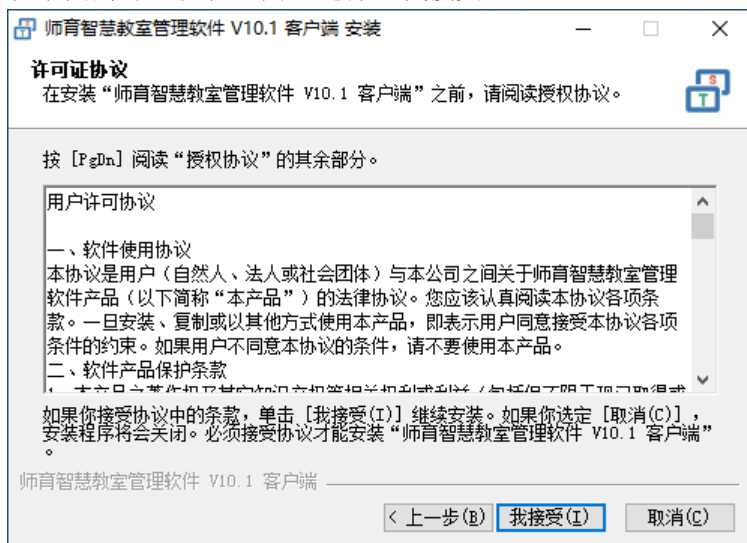 师育智慧教室管理软件 V10.1 客户端 安装
许可证协议
在安装“师育智慧教室管理软件 V10.1 客户端”之前，请阅读授权协议。
S
T
按 [PgDn] 阅读“授权协议”的其余部分。
用户许可协议
一、软件使用协议
本协议是用户（自然人、法人或社会团体）与本公司之间关于师育智慧教室管理
软件产品（以下简称“本产品”）的法律协议。您应该认真阅读本协议各项条
款。一旦安装、复制或以其他方式使用本产品，即表示用户同意接受本协议各项
条件的约束。如果用户不同意本协议的条件，请不要使用本产品。
二、软件产品保护条款
如果你接受协议中的条款，单击 [我接受(I)] 继续安装。如果你选定 [取消(C)] ，
安装程序将会关闭。必须接受协议才能安装“师育智慧教室管理软件 V10.1 客户端”
。
师育智慧教室管理软件 V10.1 客户端
< 上一步(B) 我接受(I) 取消(C)